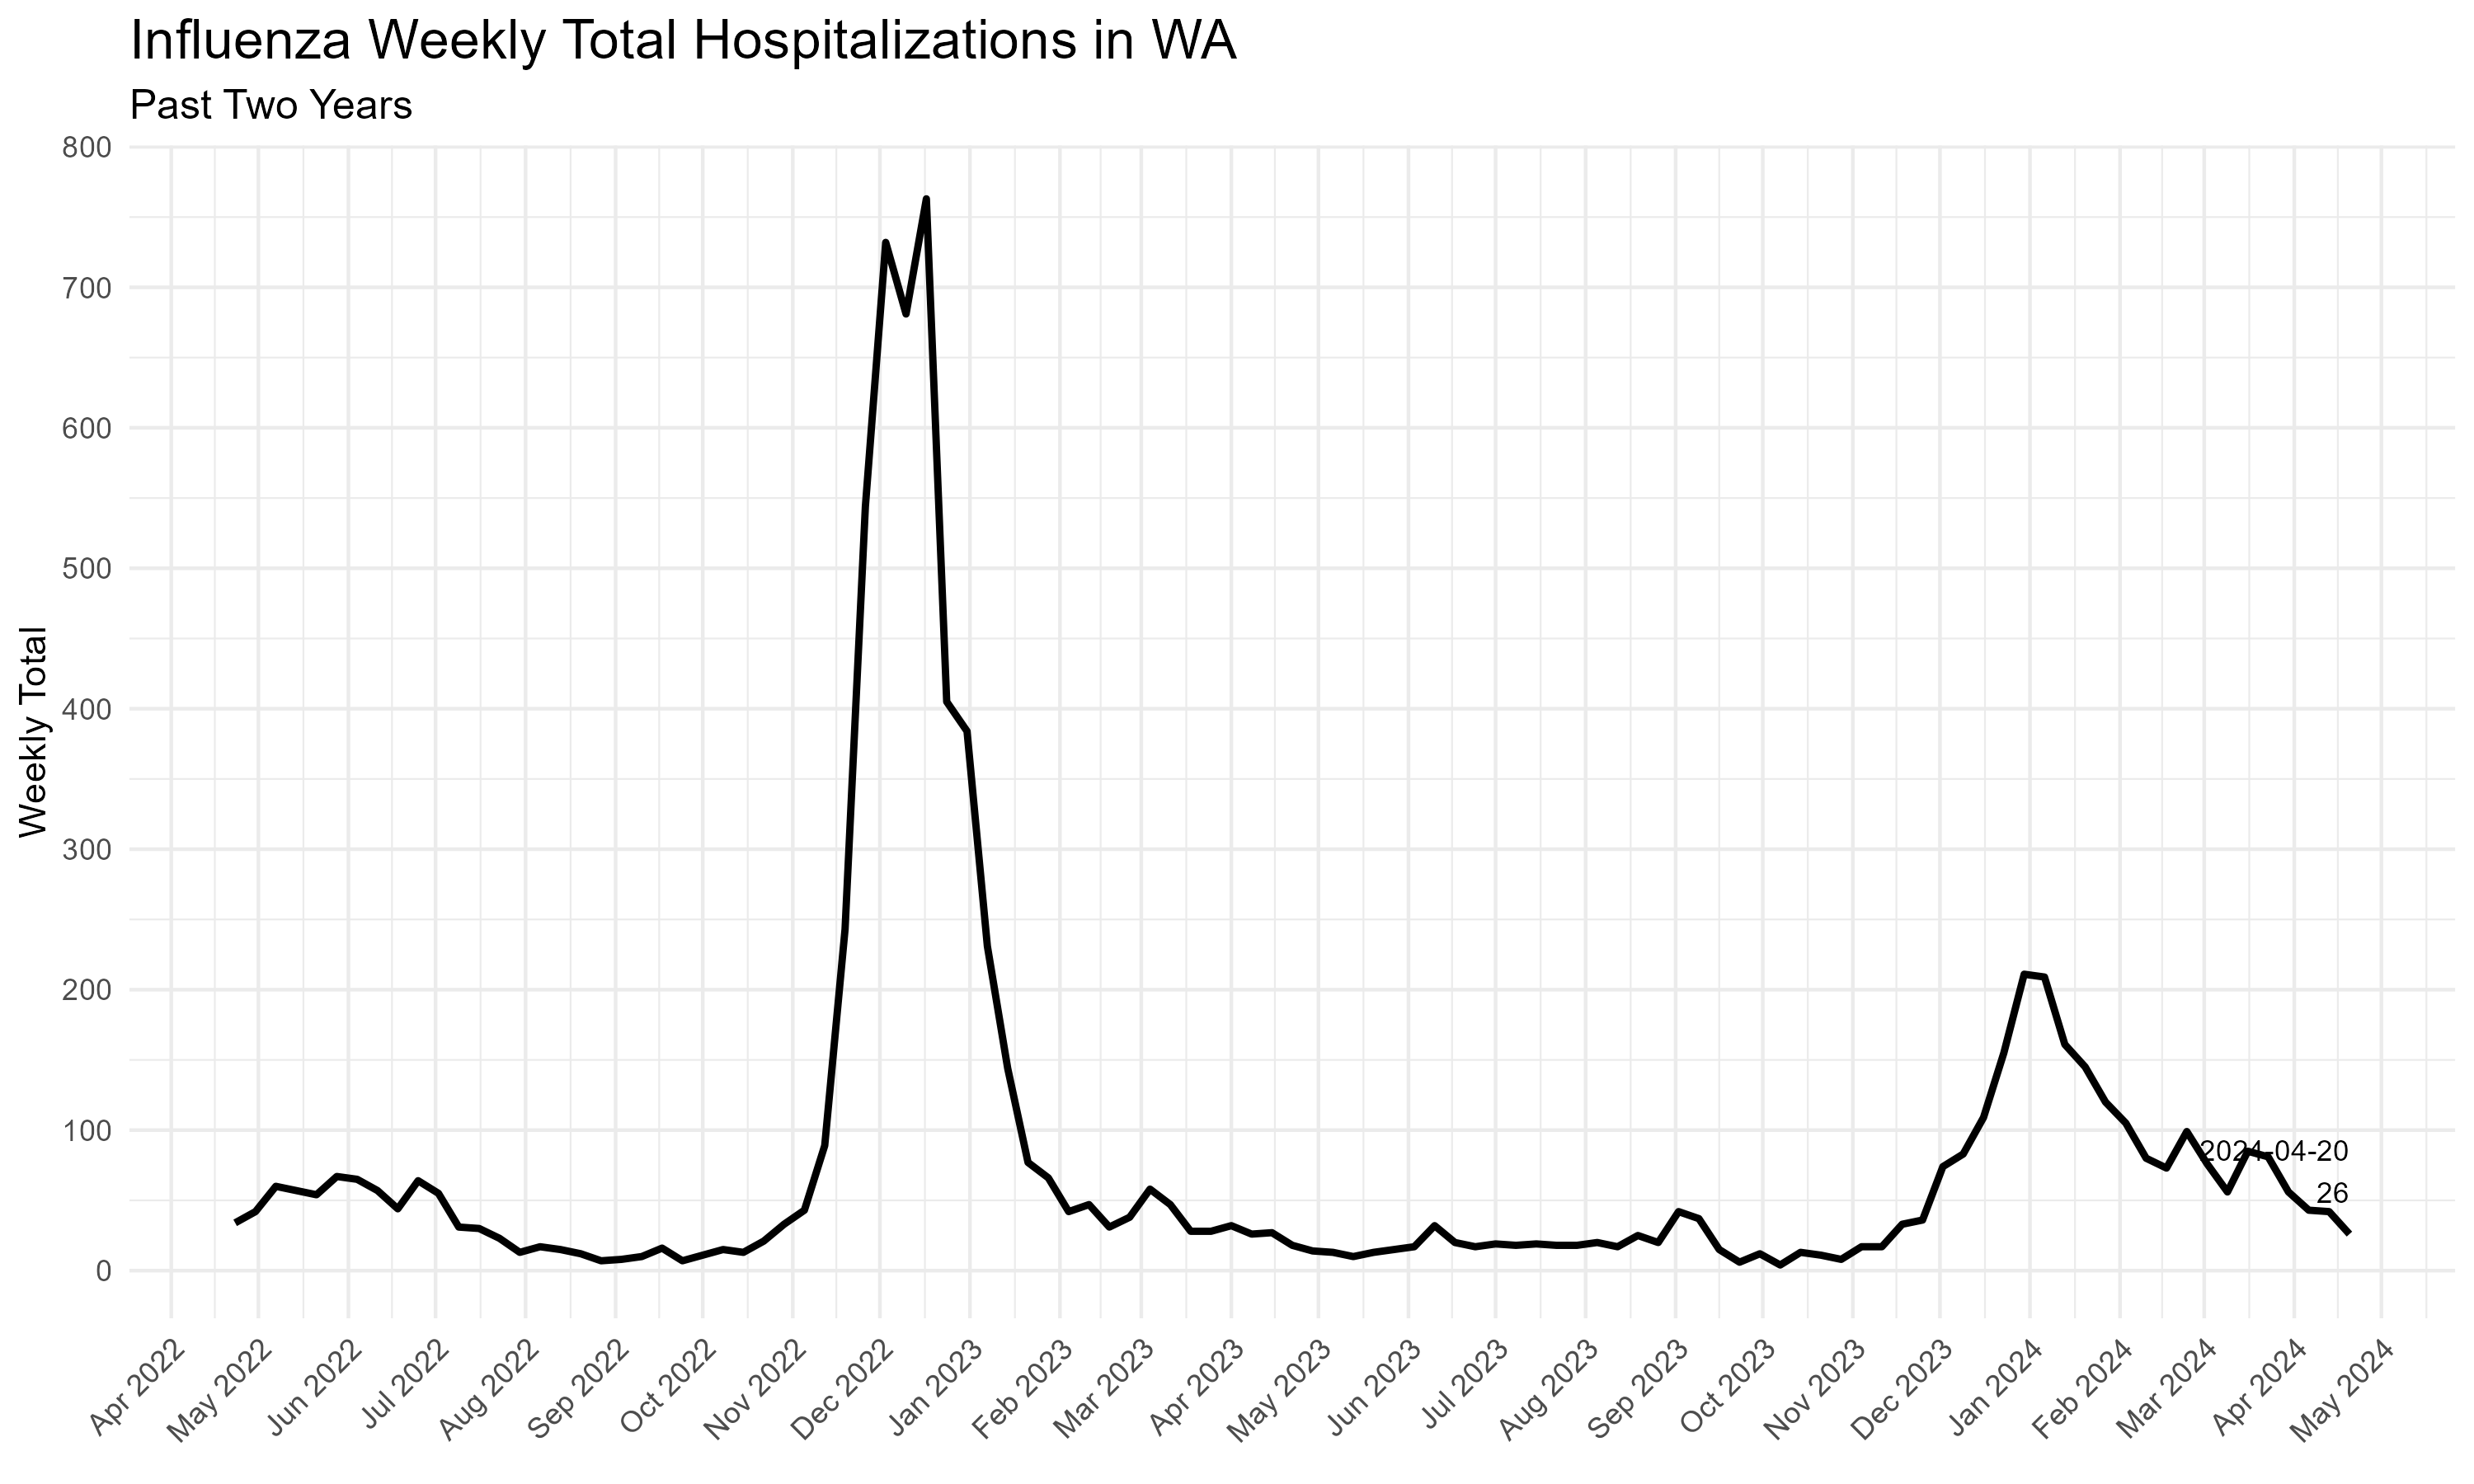 Influenza Weekly Total Hospitalizations in WA
Past Two Years
Weekly Total
800
700
600
500
400
300
200
100
0
2024-04-20
26
Apr 2022
May 2022
Jun 2022
Jul 2022
Aug 2022
Sep 2022
Oct 2022
Nov 2022
Dec 2022
Jan 2023
Feb 2023
Mar 2023
Apr 2023
May 2023
Jun 2023
Jul 2023
Aug 2023
Sep 2023
Oct 2023
Nov 2023
Dec 2023
Jan 2024
Feb 2024
Mar 2024
Apr 2024
May 2024